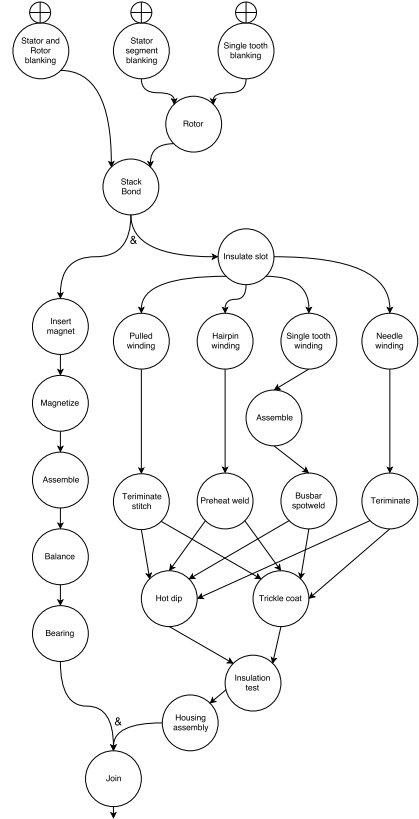 Stator and
Rotor
blanking
Stator
segment
blanking
Single tooth
blanking
Rotor
Stack
Bond
&
Insulate slot
Insert
magnet
Pulled
winding
Hairpin
winding
Single tooth
winding
Needle
winding
Magnetize
Assemble
Assemble
Teriminate
stitch
Preheat weld
Busbar
spotweld
Teriminate
Balance
Hot dip
Trickle coat
Bearing
Insulation
test
&
Housing
assembly
Join